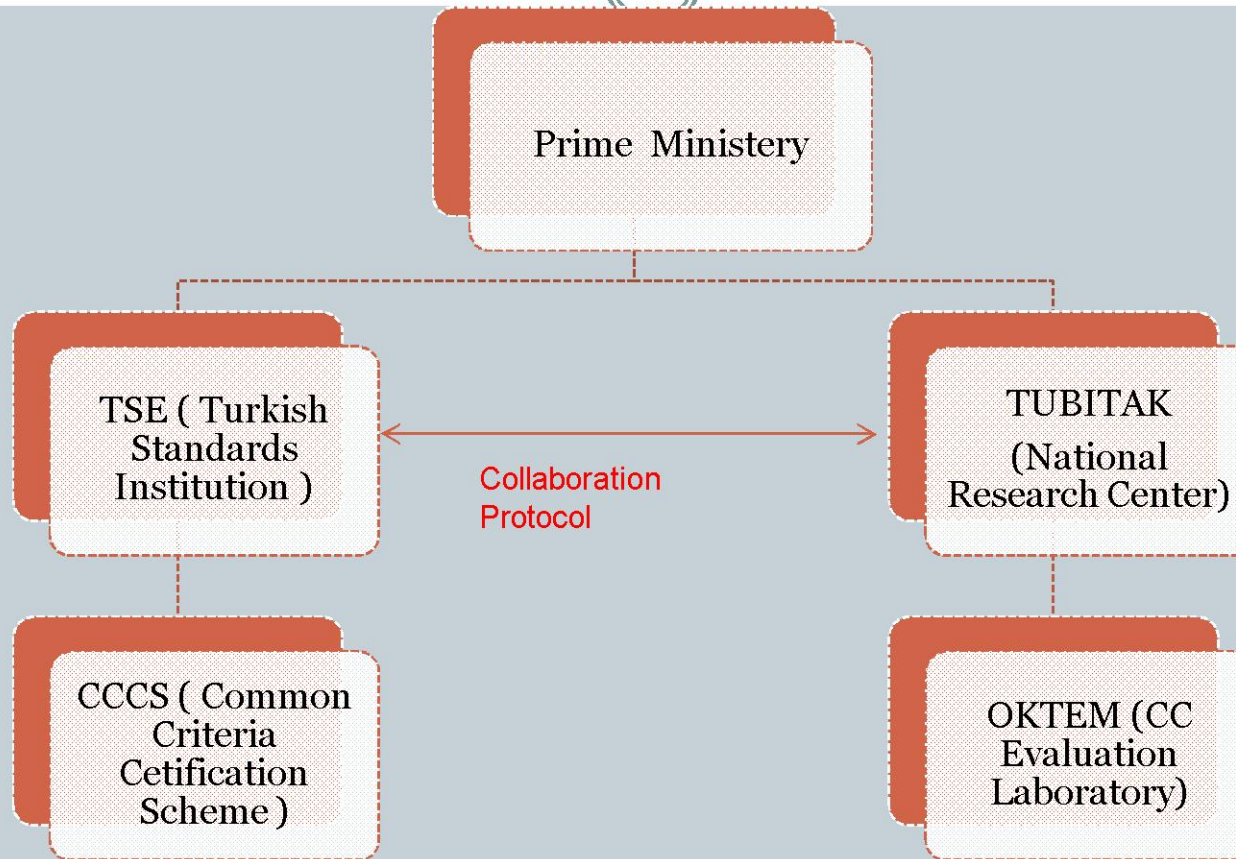 Prime Ministery
TSE ( Turkish
Standards
Institution )
Collaboration
Protocol
TUBITAK
(National
Research Center)
CCCS ( Common
Criteria
Cetification
Scheme )
OKTEM (CC
Evaluation
Laboratory)